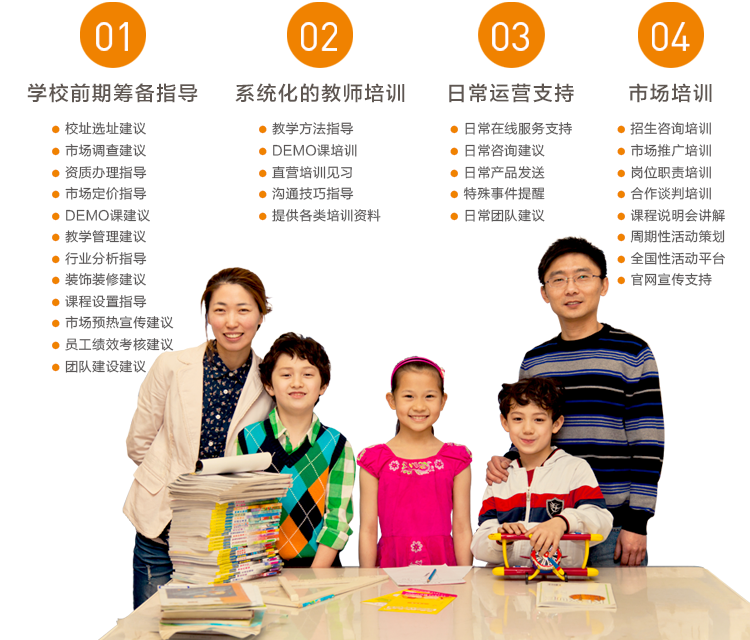 01
学校前期筹备指导
校址选址建议
市场调查建议
资质办理指导
市场定价指导
DEMO课建议
教学管理建议
行业分析指导
装饰装修建议
课程设置指导
市场预热宣传建议
员工绩效考核建议
团队建设建议
02
系统化的教师培训
教学方法指导
DEMO课培训
直营培训见习
沟通技巧指导
提供各类培训资料
03
日常运营支持
日常在线服务支持
日常咨询建议
日常产品发送
特殊事件提醒
日常团队建议
04
市场培训
招生咨询培训
市场推广培训
岗位职责培训
合作谈判培训
课程说明会讲解
周期性活动策划
全国性活动平台
官网宣传支持